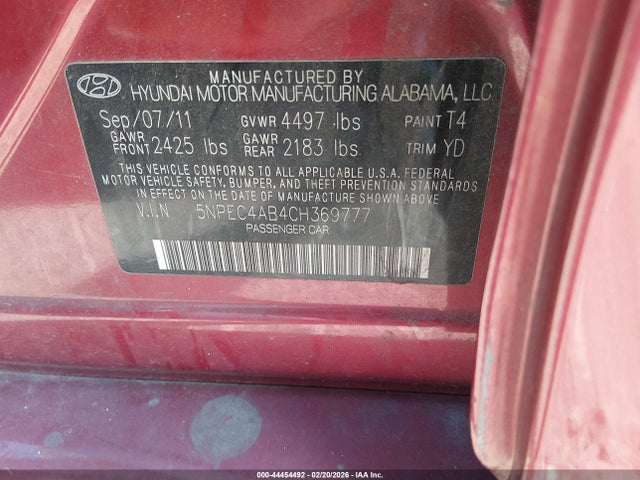 MANUFACTURED BY
HYUNDAI MOTOR MANUFACTURING ALABAMA, LLC
Sep/07/11 GVWR 4497 lbs PAINT T4
GAWR FRONT 2425 lbs GAWR REAR 2183 lbs TRIM YD
THIS VEHICLE CONFORMS TO ALL APPLICABLE U.S.A. FEDERAL
MOTOR VEHICLE SAFETY, BUMPER, AND THEFT PREVENTION STANDARDS
IN EFFECT ON THE DATE OF MANUFACTURE SHOWN ABOVE.
V.I.N 5NPEC4AB4CH369777
PASSENGER CAR
000-44454492 - 02/20/2026 - IAA Inc.